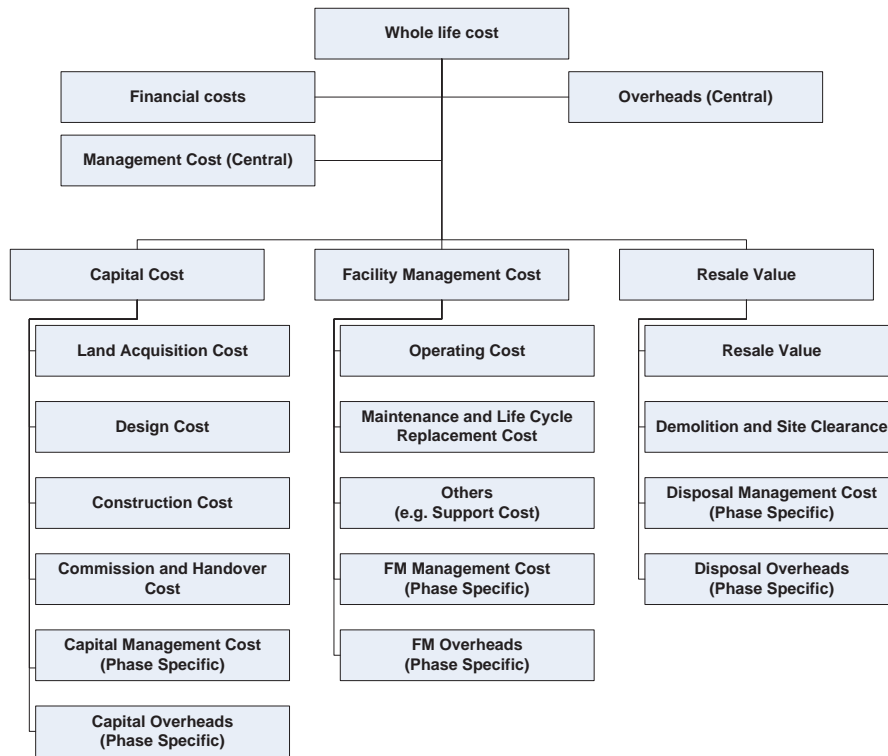 Whole life cost
Financial costs
Overheads (Central)
Management Cost (Central)
Capital Cost
Facility Management Cost
Resale Value
Land Acquisition Cost
Design Cost
Construction Cost
Commission and Handover
Cost
Capital Management Cost
(Phase Specific)
Capital Overheads
(Phase Specific)
Operating Cost
Maintenance and Life Cycle
Replacement Cost
Others
(e.g. Support Cost)
FM Management Cost
(Phase Specific)
FM Overheads
(Phase Specific)
Resale Value
Demolition and Site Clearance
Disposal Management Cost
(Phase Specific)
Disposal Overheads
(Phase Specific)